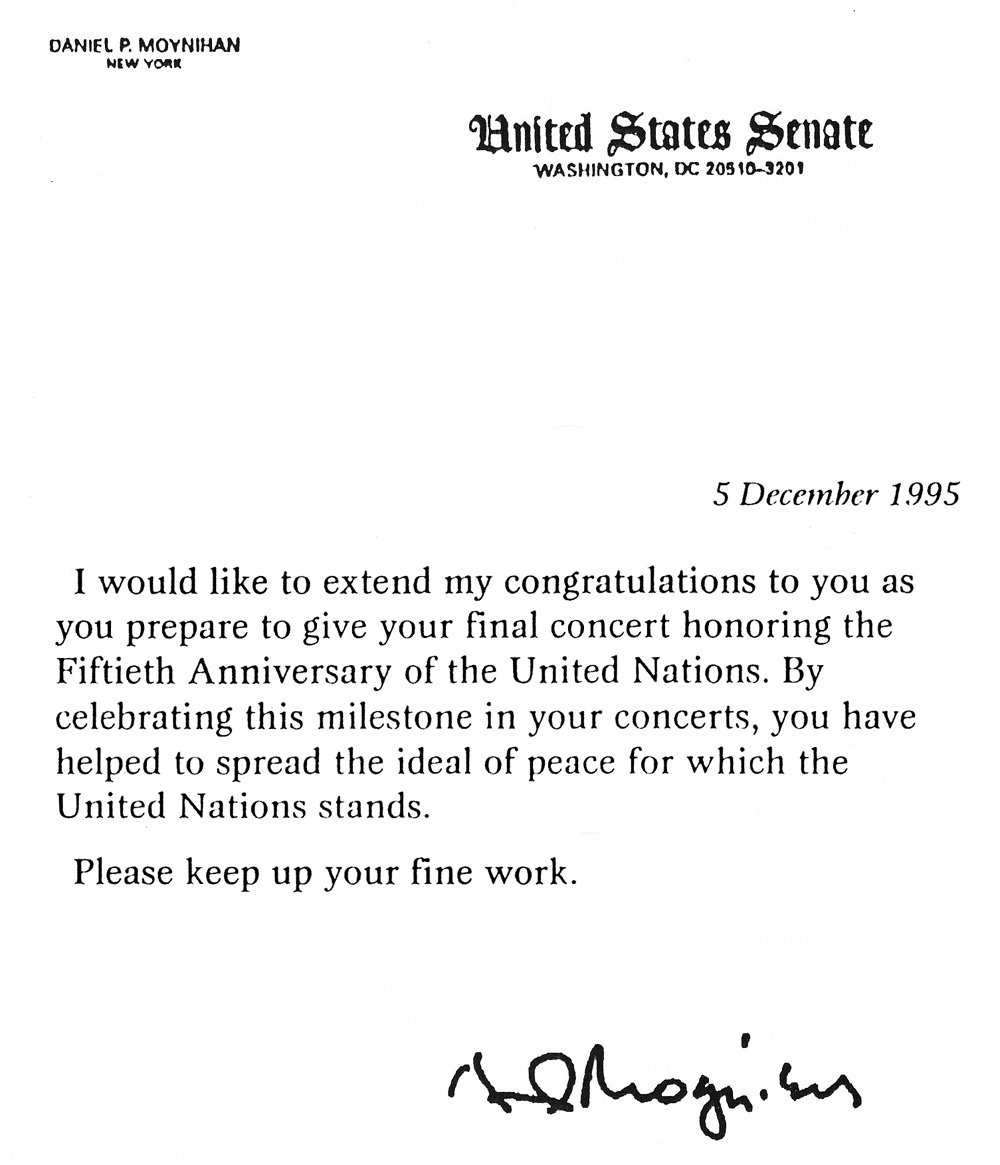 DANIEL P. MOYNIHAN
NEW YORK
United States Senate
WASHINGTON, DC 20510–3201
5 December 1995
I would like to extend my congratulations to you as
you prepare to give your final concert honoring the
Fiftieth Anniversary of the United Nations. By
celebrating this milestone in your concerts, you have
helped to spread the ideal of peace for which the
United Nations stands.
Please keep up your fine work.